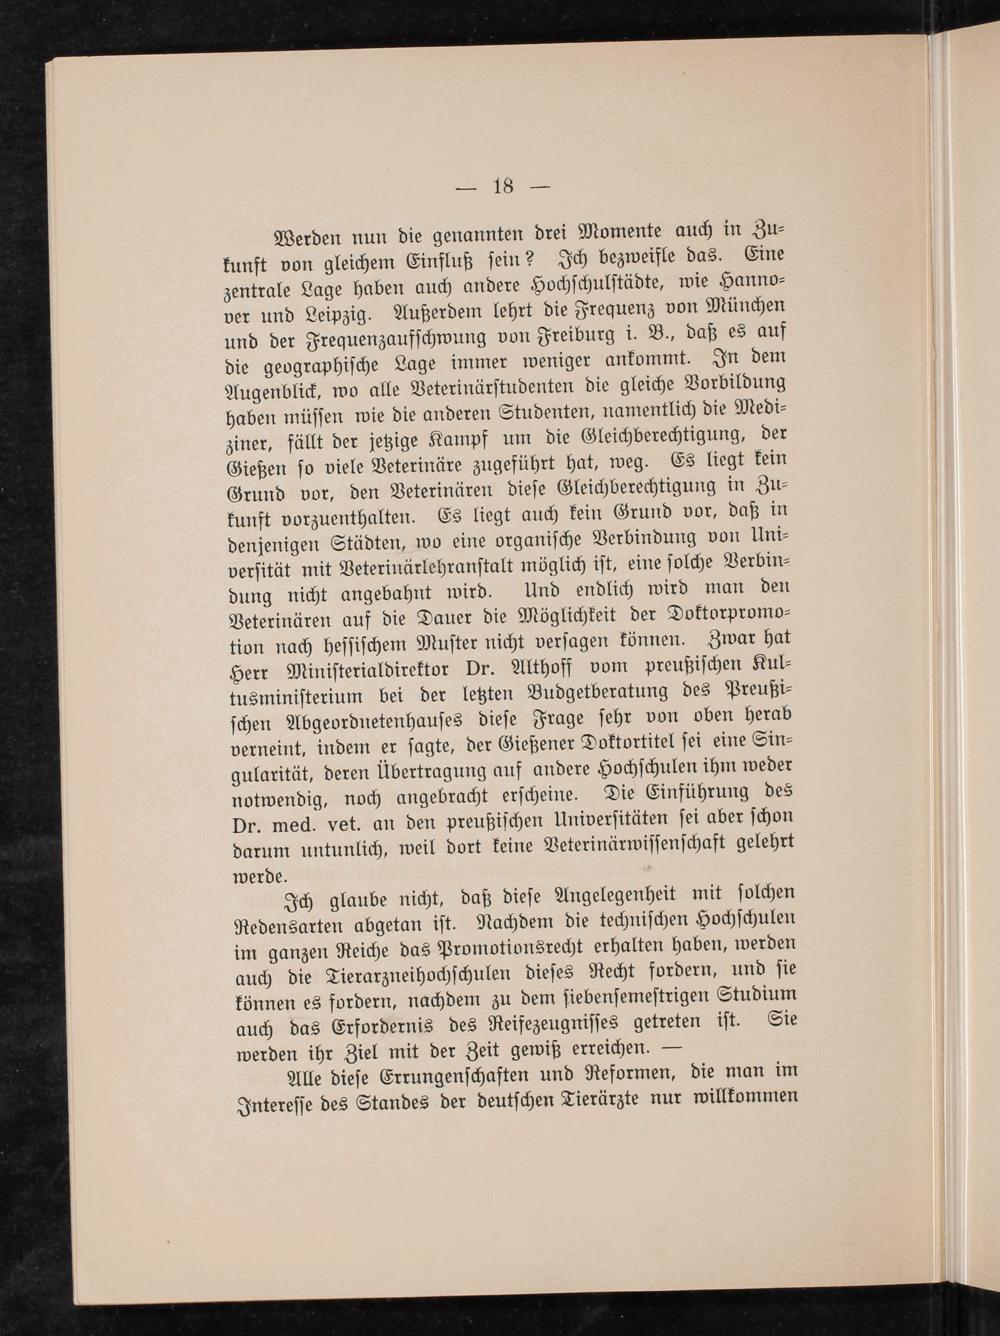 — 18 —
Werden nun die genannten drei Momente auch in Zu-
kunft von gleichem Einfluß sein? Ich bezweifle das. Eine
zentrale Lage haben auch andere Hochschulstädte, wie Hanno-
ver und Leipzig. Außerdem lehrt die Frequenz von München
und der Frequenzaufschwung von Freiburg i. B., daß es auf
die geographische Lage immer weniger ankommt. In dem
Augenblick, wo alle Veterinärstudenten die gleiche Vorbildung
haben müssen wie die anderen Studenten, namentlich die Medi-
ziner, fällt der jetzige Kampf um die Gleichberechtigung, der
Gießen so viele Veterinäre zugeführt hat, weg. Es liegt kein
Grund vor, den Veterinären diese Gleichberechtigung in Zu-
kunft vorzuenthalten. Es liegt auch kein Grund vor, daß in
denjenigen Städten, wo eine organische Verbindung von Uni-
versität mit Veterinärlehranstalt möglich ist, eine solche Verbin-
dung nicht angebahnt wird. Und endlich wird man den
Veterinären auf die Dauer die Möglichkeit der Doktorpromo-
tion nach hessischem Muster nicht versagen können. Zwar hat
Herr Ministerialdirektor Dr. Althoff vom preußischen Kul-
tusministerium bei der letzten Budgetberatung des Preußi-
schen Abgeordnetenhauses diese Frage sehr von oben herab
verneint, indem er sagte, der Gießener Doktortitel sei eine Sin-
gularität, deren Übertragung auf andere Hochschulen ihm weder
notwendig, noch angebracht erscheine. Die Einführung des
Dr. med. vet. an den preußischen Universitäten sei aber schon
darum untunlich, weil dort keine Veterinärwissenschaft gelehrt
werde.
Ich glaube nicht, daß diese Angelegenheit mit solchen
Redensarten abgetan ist. Nachdem die technischen Hochschulen
im ganzen Reiche das Promotionsrecht erhalten haben, werden
auch die Tierarzneihochschulen dieses Recht fordern, und sie
können es fordern, nachdem zu dem siebensemestrigen Studium
auch das Erfordernis des Reifezeugnisses getreten ist. Sie
werden ihr Ziel mit der Zeit gewiß erreichen. —
Alle diese Errungenschaften und Reformen, die man im
Interesse des Standes der deutschen Tierärzte nur willkommen